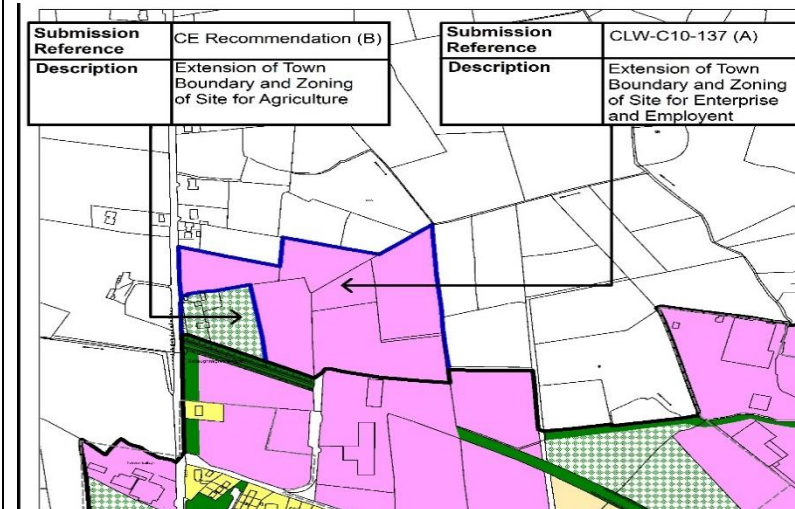 Submission Reference
CE Recommendation (B)
Description
Extension of Town
Boundary and Zoning
of Site for Agriculture
Submission Reference
CLW-C10-137 (A)
Description
Extension of Town
Boundary and Zoning
of Site for Enterprise
and Employent